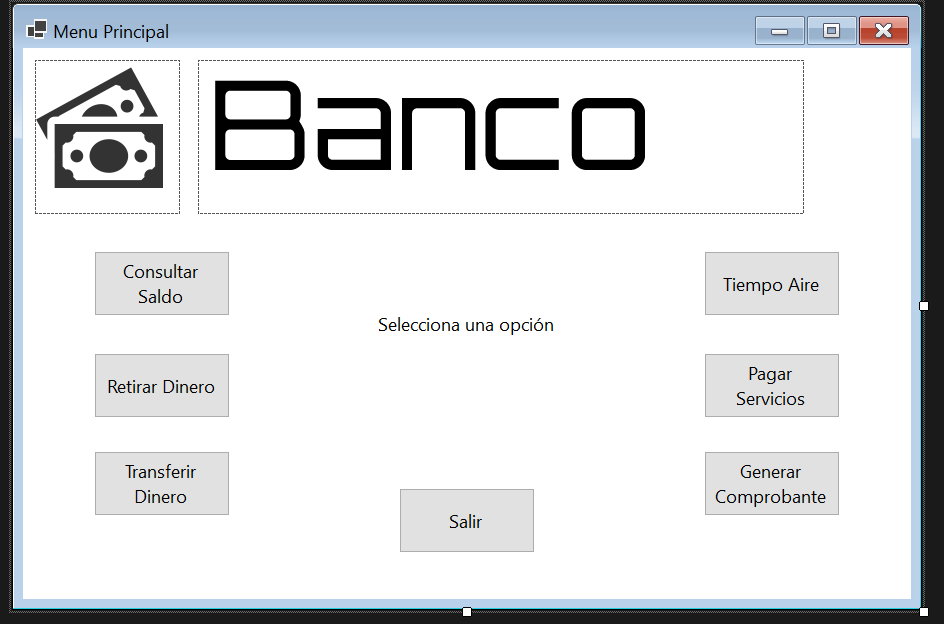 Menu Principal
Banco
Consultar
Saldo
Tiempo Aire
Selecciona una opción
Retirar Dinero
Pagar
Servicios
Transferir
Dinero
Generar
Comprobante
Salir